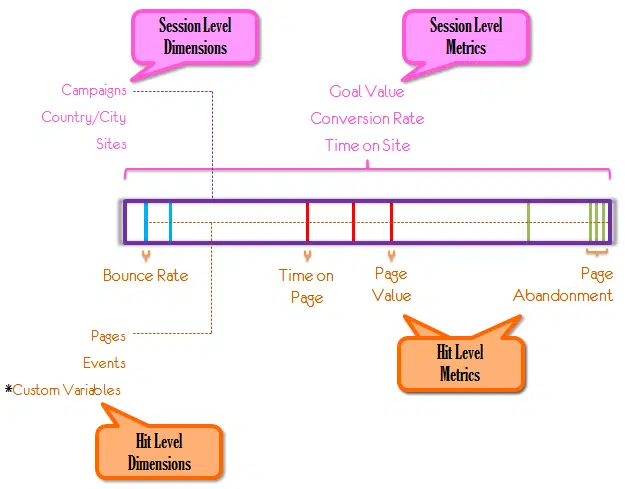 Session Level
Dimensions
Session Level
Metrics
Campaigns
Country/City
Sites
Goal Value
Conversion Rate
Time on Site
Bounce Rate
Time on
Page
Page
Value
Page
Abandonment
Pages
Events
*Custom Variables
Hit Level
Metrics
Hit Level
Dimensions